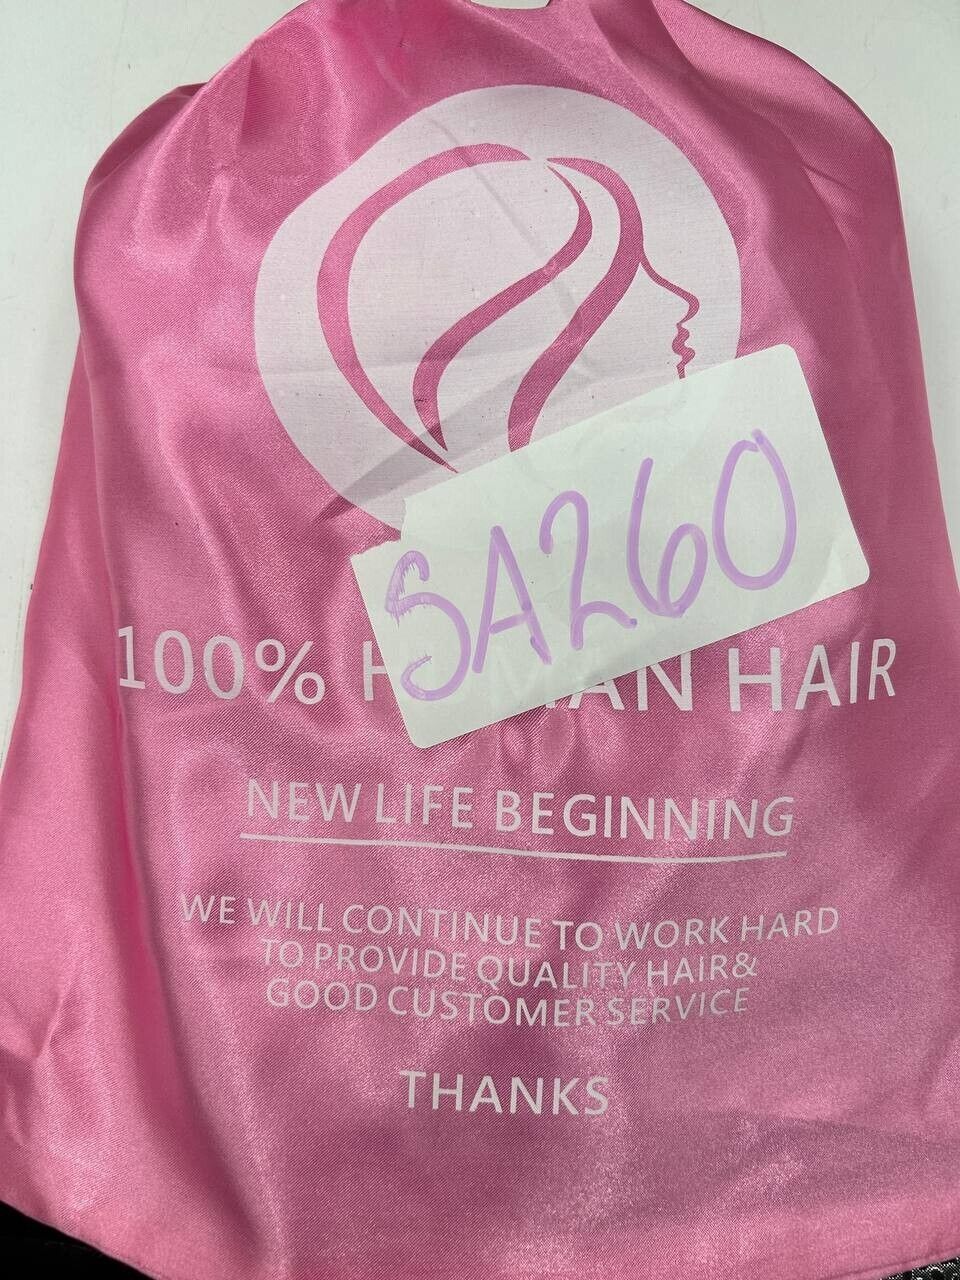 SA260
100% HUMAN HAIR
NEW LIFE BEGINNING
WE WILL CONTINUE TO WORK HARD
TO PROVIDE QUALITY HAIR&
GOOD CUSTOMER SERVICE
THANKS